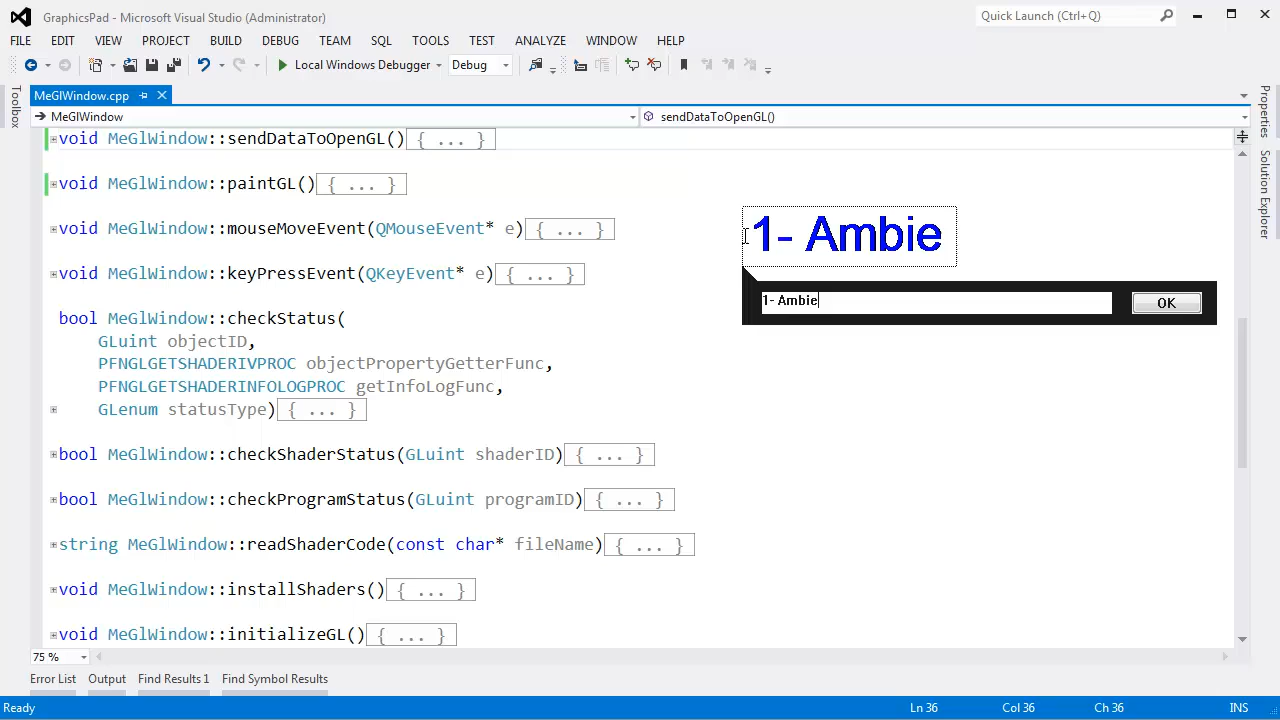 GraphicsPad - Microsoft Visual Studio (Administrator)
Quick Launch (Ctrl+Q)
FILE EDIT VIEW PROJECT BUILD DEBUG TEAM SQL TOOLS TEST ANALYZE WINDOW HELP
Local Windows Debugger Debug
Toolbox
MeGlWindow.cpp
MeGlWindow sendDataToOpenGL()
void MeGlWindow::sendDataToOpenGL(){ ... }
void MeGlWindow::paintGL(){ ... }
void MeGlWindow::mouseMoveEvent(QMouseEvent* e){ ... }
void MeGlWindow::keyPressEvent(QKeyEvent* e){ ... }
bool MeGlWindow::checkStatus(
GLuint objectID,
PFNGLGETSHADERIVPROC objectPropertyGetterFunc,
PFNGLGETSHADERINFOLOGPROC getInfoLogFunc,
GLenum statusType){ ... }
bool MeGlWindow::checkShaderStatus(GLuint shaderID){ ... }
bool MeGlWindow::checkProgramStatus(GLuint programID){ ... }
string MeGlWindow::readShaderCode(const char* fileName){ ... }
void MeGlWindow::installShaders(){ ... }
void MeGlWindow::initializeGL(){ ... }
1- Ambie
1- Ambie
OK
Properties
Solution Explorer
75 %
Error List Output Find Results 1 Find Symbol Results
Ready Ln 36 Col 36 Ch 36 INS